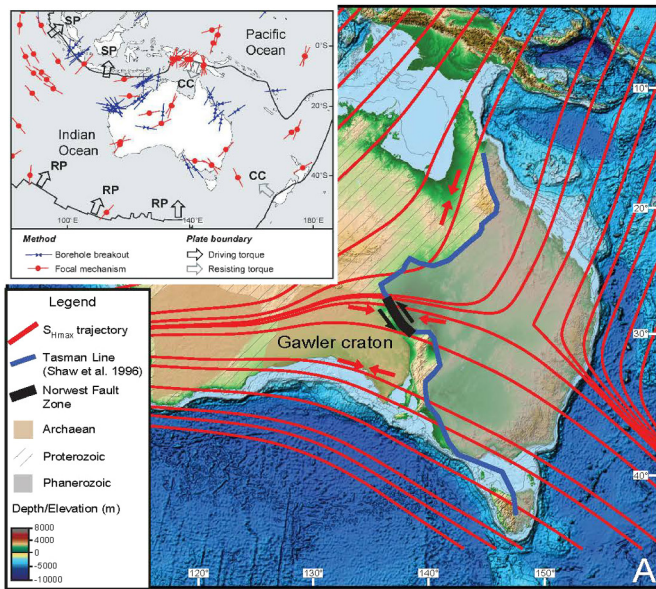 SP
SP
Pacific
Ocean
0°S
CC
20°S
Indian
Ocean
RP
CC
40°S
RP
RP
100°E
140°E
180°E
Method
Borehole breakout
Focal mechanism
Plate boundary
Driving torque
Resisting torque
10°
20°
30°
40°
Legend
SHmax trajectory
Tasman Line
(Shaw et al. 1996)
Norwest Fault
Zone
Archaean
Proterozoic
Phanerozoic
Depth/Elevation (m)
8000
4000
0
-5000
-10000
Gawler craton
120°
130°
140°
150°
A